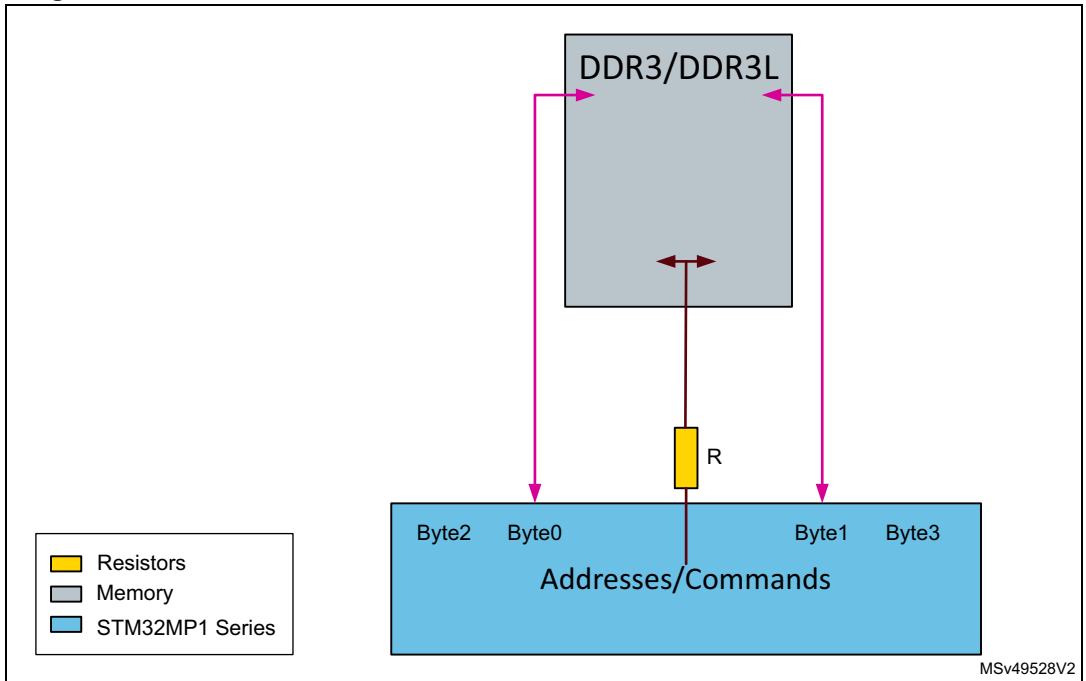 DDR3/DDR3L
R
Byte2 Byte0 Byte1 Byte3
Addresses/Commands
Resistors
Memory
STM32MP1 Series
MSv49528V2